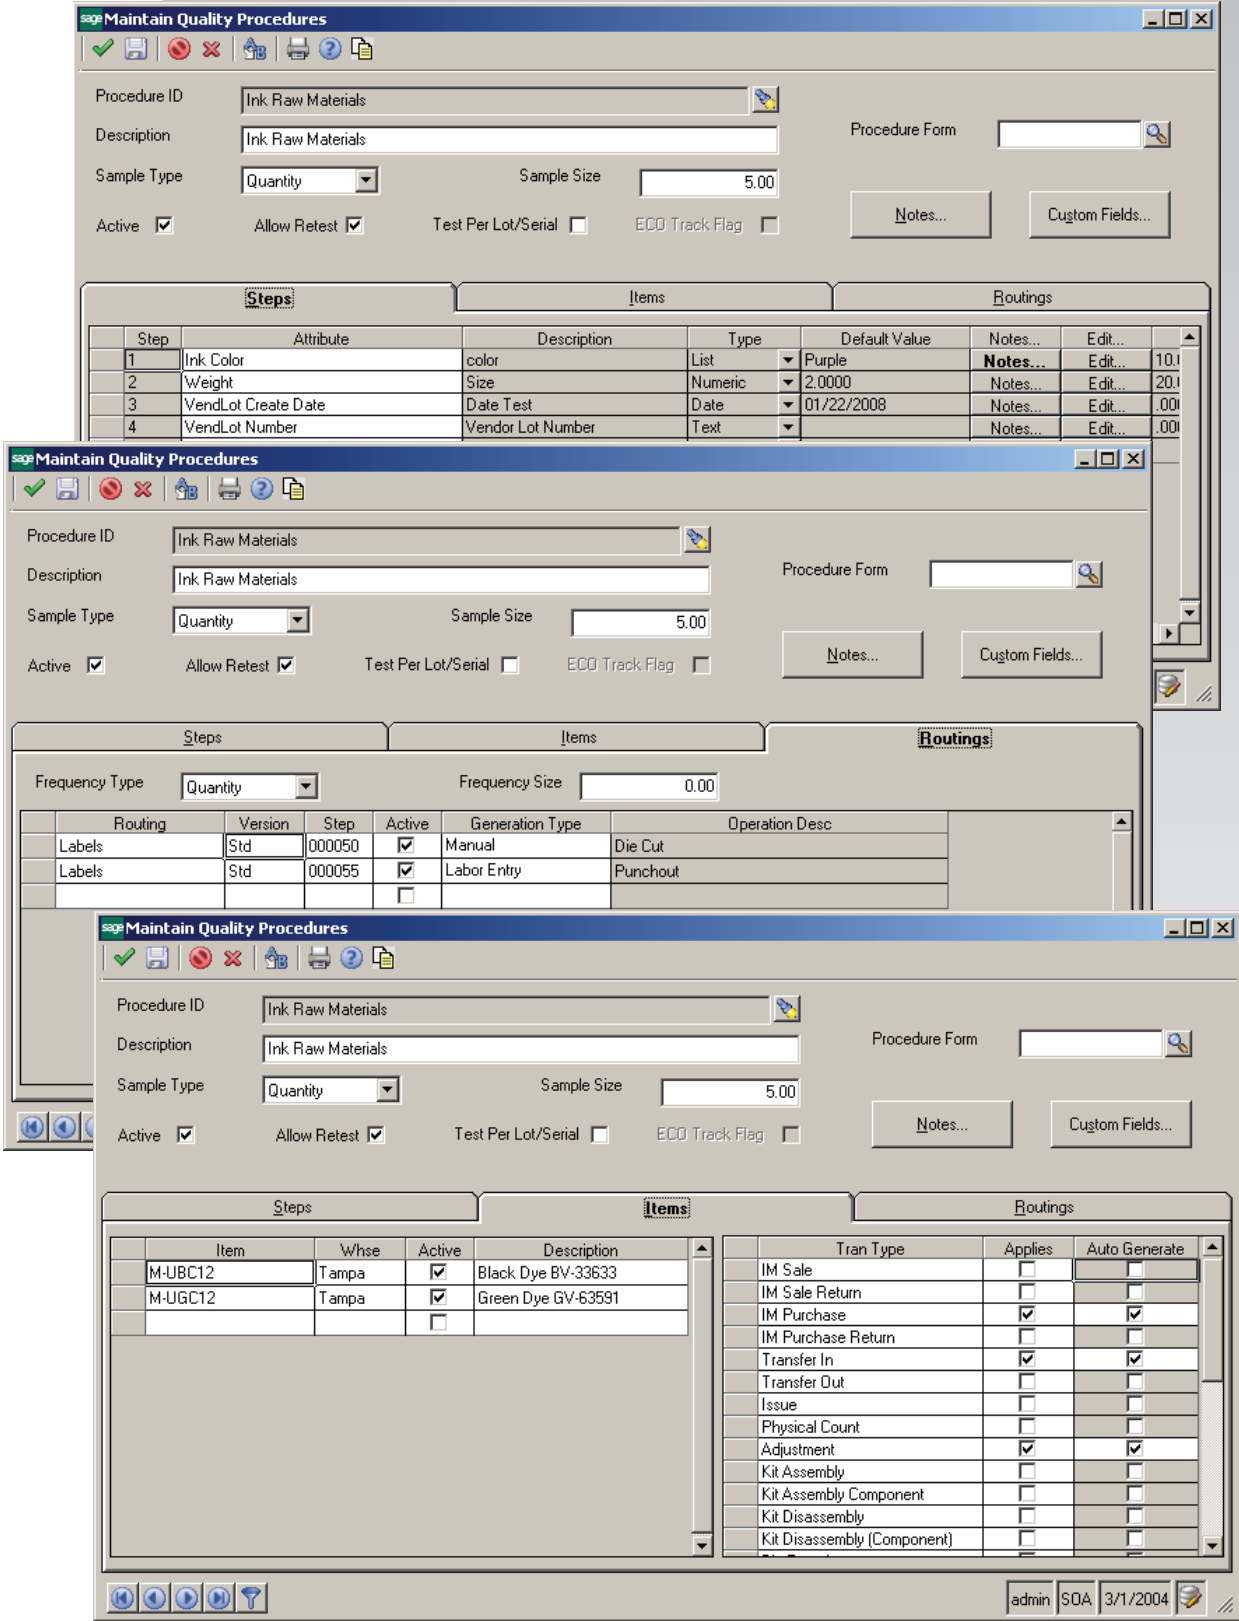 sage Maintain Quality Procedures
Procedure ID Ink Raw Materials
Description Ink Raw Materials Procedure Form
Sample Type Quantity Sample Size 5.00
Active Allow Retest Test Per Lot/Serial ECO Track Flag Notes... Custom Fields...
Steps Items Routings
Step Attribute Description Type Default Value Notes... Edit...
1 Ink Color color List Purple Notes... Edit... 10.
2 Weight Size Numeric 2.0000 Notes... Edit... 20.
3 VendLot Create Date Date Test Date 01/22/2008 Notes... Edit... .00
4 VendLot Number Vendor Lot Number Text Notes... Edit... .00
sage Maintain Quality Procedures
Procedure ID Ink Raw Materials
Description Ink Raw Materials Procedure Form
Sample Type Quantity Sample Size 5.00
Active Allow Retest Test Per Lot/Serial ECO Track Flag Notes... Custom Fields...
Steps Items Routings
Frequency Type Quantity Frequency Size 0.00
Routing Version Step Active Generation Type Operation Desc
Labels Std 000050 Manual Die Cut
Labels Std 000055 Labor Entry Punchout
sage Maintain Quality Procedures
Procedure ID Ink Raw Materials
Description Ink Raw Materials Procedure Form
Sample Type Quantity Sample Size 5.00
Active Allow Retest Test Per Lot/Serial ECO Track Flag Notes... Custom Fields...
Steps Items Routings
Item Whse Active Description
M-UBC12 Tampa Black Dye BV-33633
M-UGC12 Tampa Green Dye GV-63591
Tran Type Applies Auto Generate
IM Sale
IM Sale Return
IM Purchase
IM Purchase Return
Transfer In
Transfer Out
Issue
Physical Count
Adjustment
Kit Assembly
Kit Assembly Component
Kit Disassembly
Kit Disassembly (Component)
admin SOA 3/1/2004